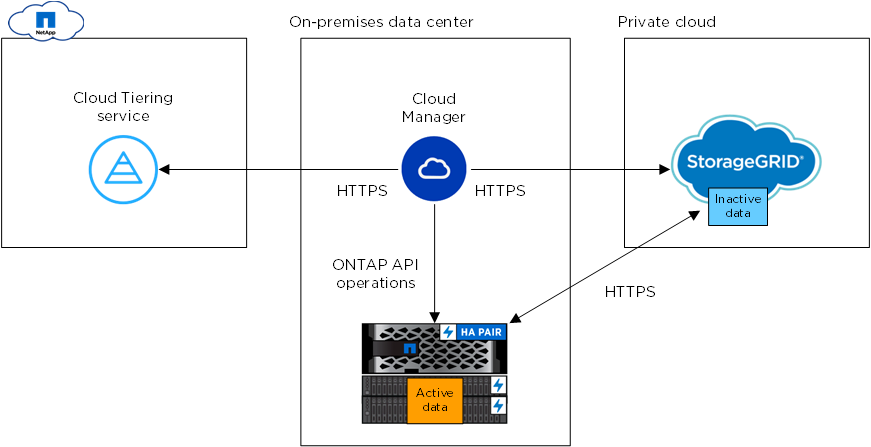 NetApp
On-premises data center
Private cloud
Cloud Tiering
service
Cloud
Manager
StorageGRID®
HTTPS
HTTPS
Inactive
data
ONTAP API
operations
HTTPS
HA PAIR
Active
data